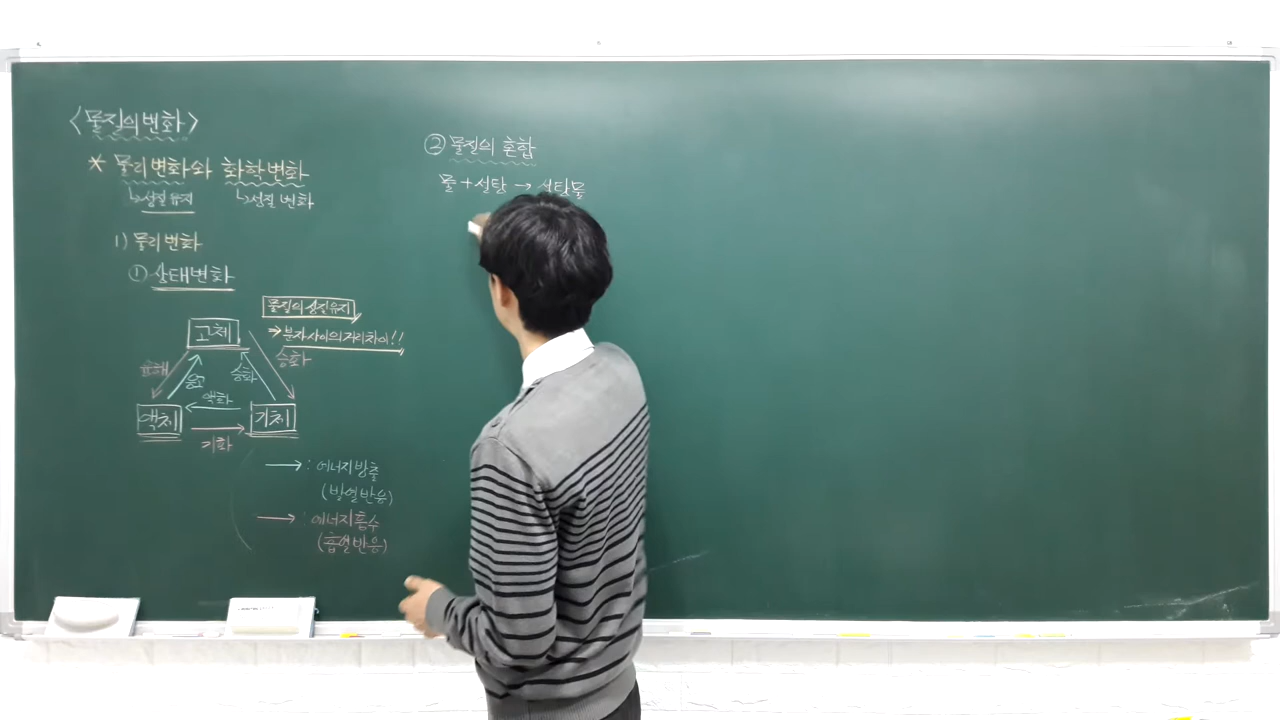 <물질의변화>
* 물리변화와 화학변화
↳성질유지 ↳성질변화
1) 물리변화
① 상태변화
물질의성질유지
⇒ 분자사이의거리차이!!
고체
융해 응고 승화 승화
액화
액체 기체
기화
→ : 에너지방출
(발열반응)
→ : 에너지흡수
(흡열반응)
② 물질의 혼합
물+설탕 → 설탕물